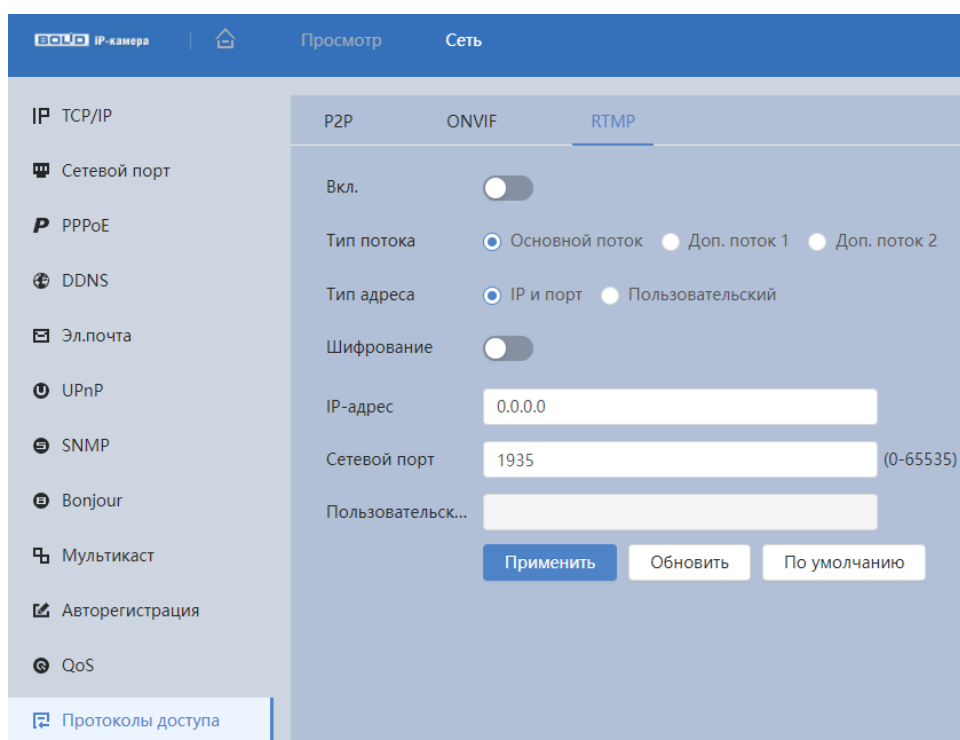 BOLID IP-камера Просмотр Сеть
TCP/IP
Сетевой порт
PPPoE
DDNS
Эл.почта
UPnP
SNMP
Bonjour
Мультикаст
Авторегистрация
QoS
Протоколы доступа
P2P ONVIF RTMP
Вкл.
Тип потока Основной поток Доп. поток 1 Доп. поток 2
Тип адреса IP и порт Пользовательский
Шифрование
IP-адрес 0.0.0.0
Сетевой порт 1935 (0-65535)
Пользовательск...
Применить Обновить По умолчанию